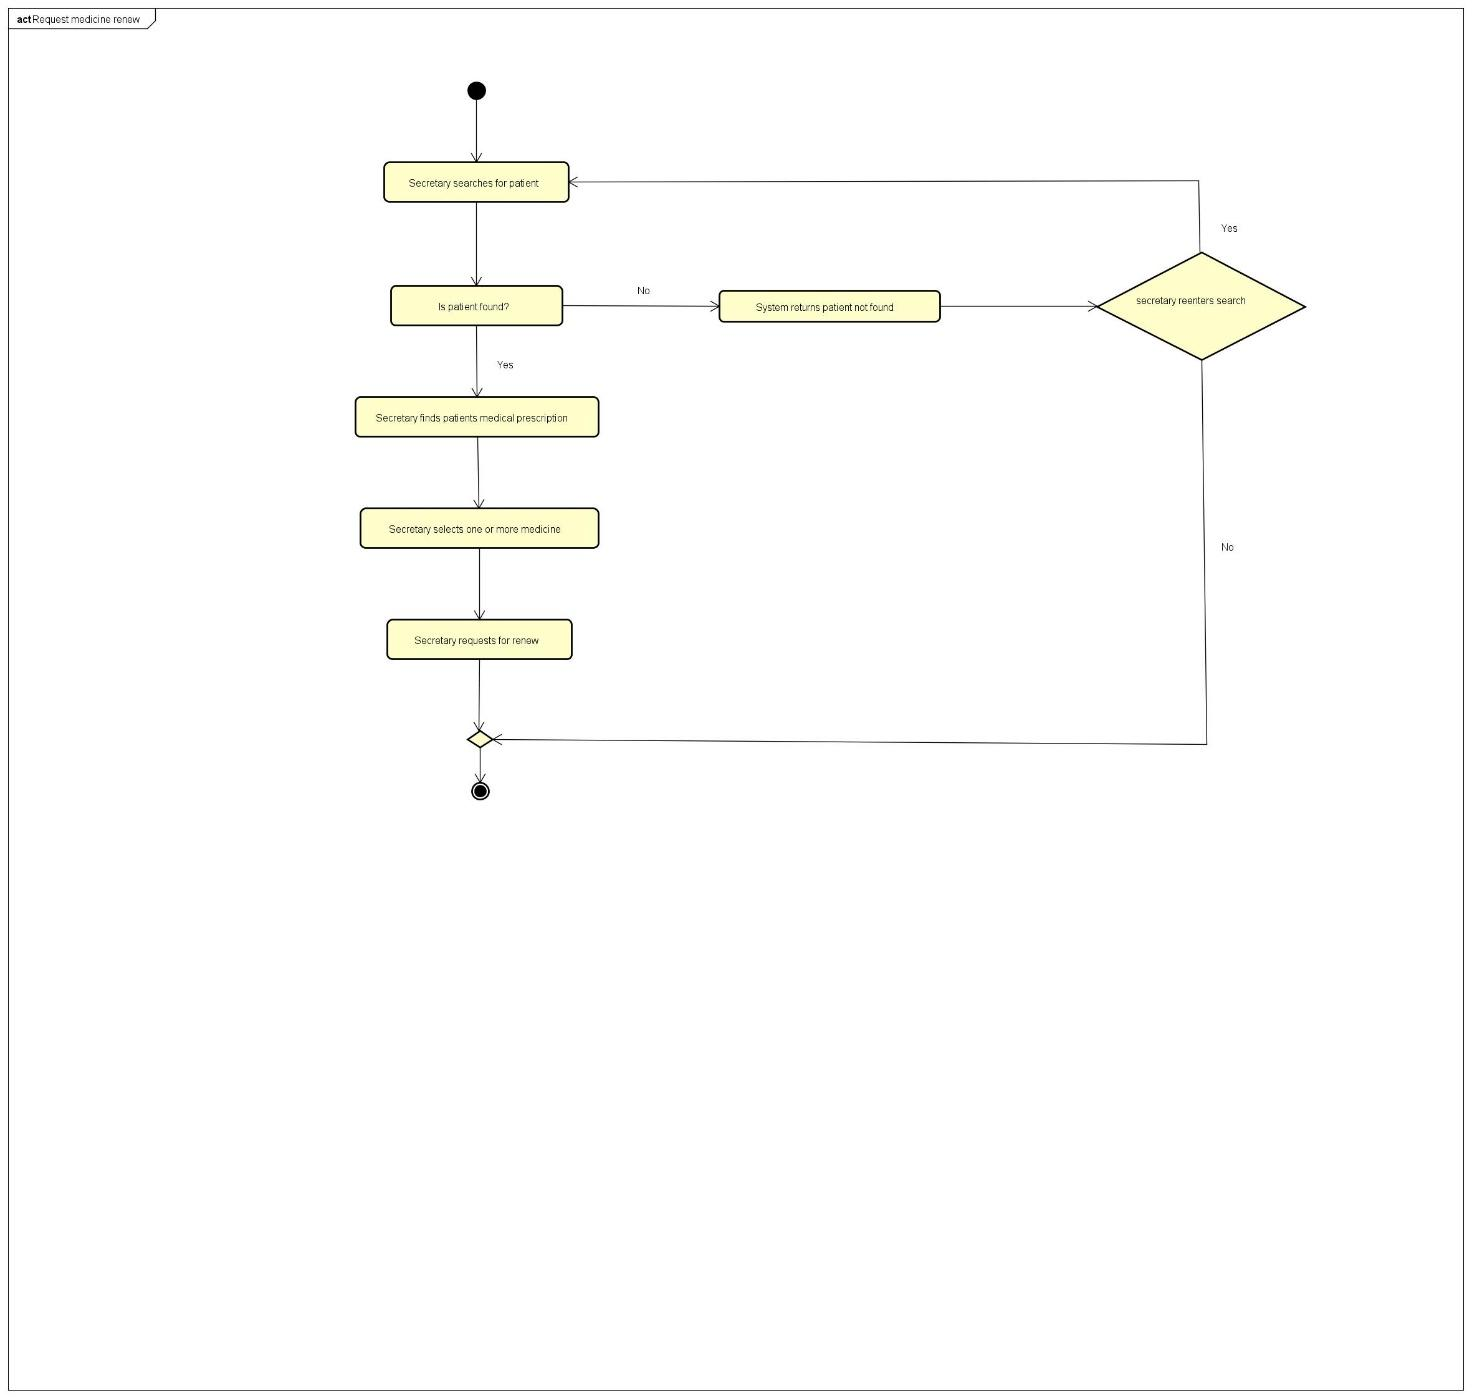 act Request medicine renew
Secretary searches for patient
Yes
Is patient found?
No
System returns patient not found
secretary reenters search
Yes
Secretary finds patients medical prescription
Secretary selects one or more medicine
No
Secretary requests for renew